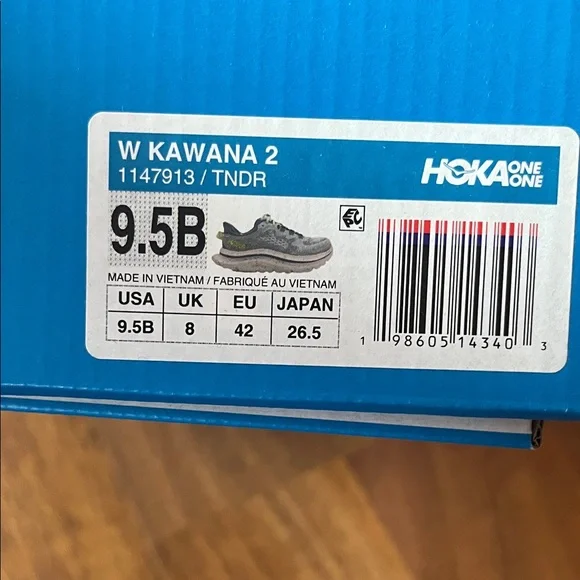 W KAWANA 2
1147913 / TNDR
HOKA ONE ONE
9.5B
MADE IN VIETNAM / FABRIQUÉ AU VIETNAM
USA UK EU JAPAN
9.5B 8 42 26.5
1 98605 14340 3